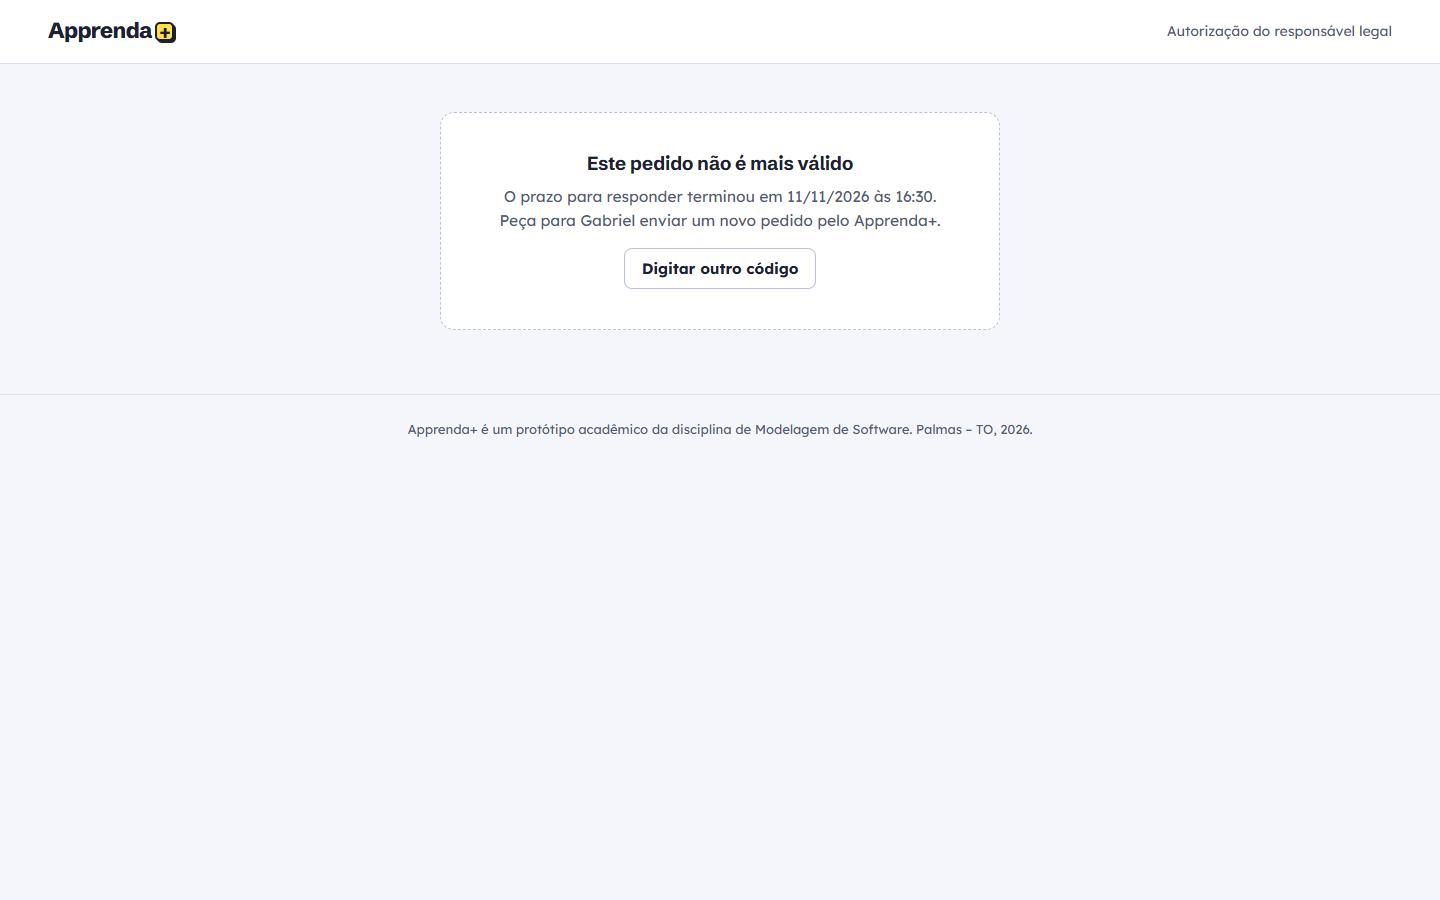 Apprenda+
Autorização do responsável legal
Este pedido não é mais válido
O prazo para responder terminou em 11/11/2026 às 16:30.
Peça para Gabriel enviar um novo pedido pelo Apprenda+.
Digitar outro código
Apprenda+ é um protótipo acadêmico da disciplina de Modelagem de Software. Palmas – TO, 2026.